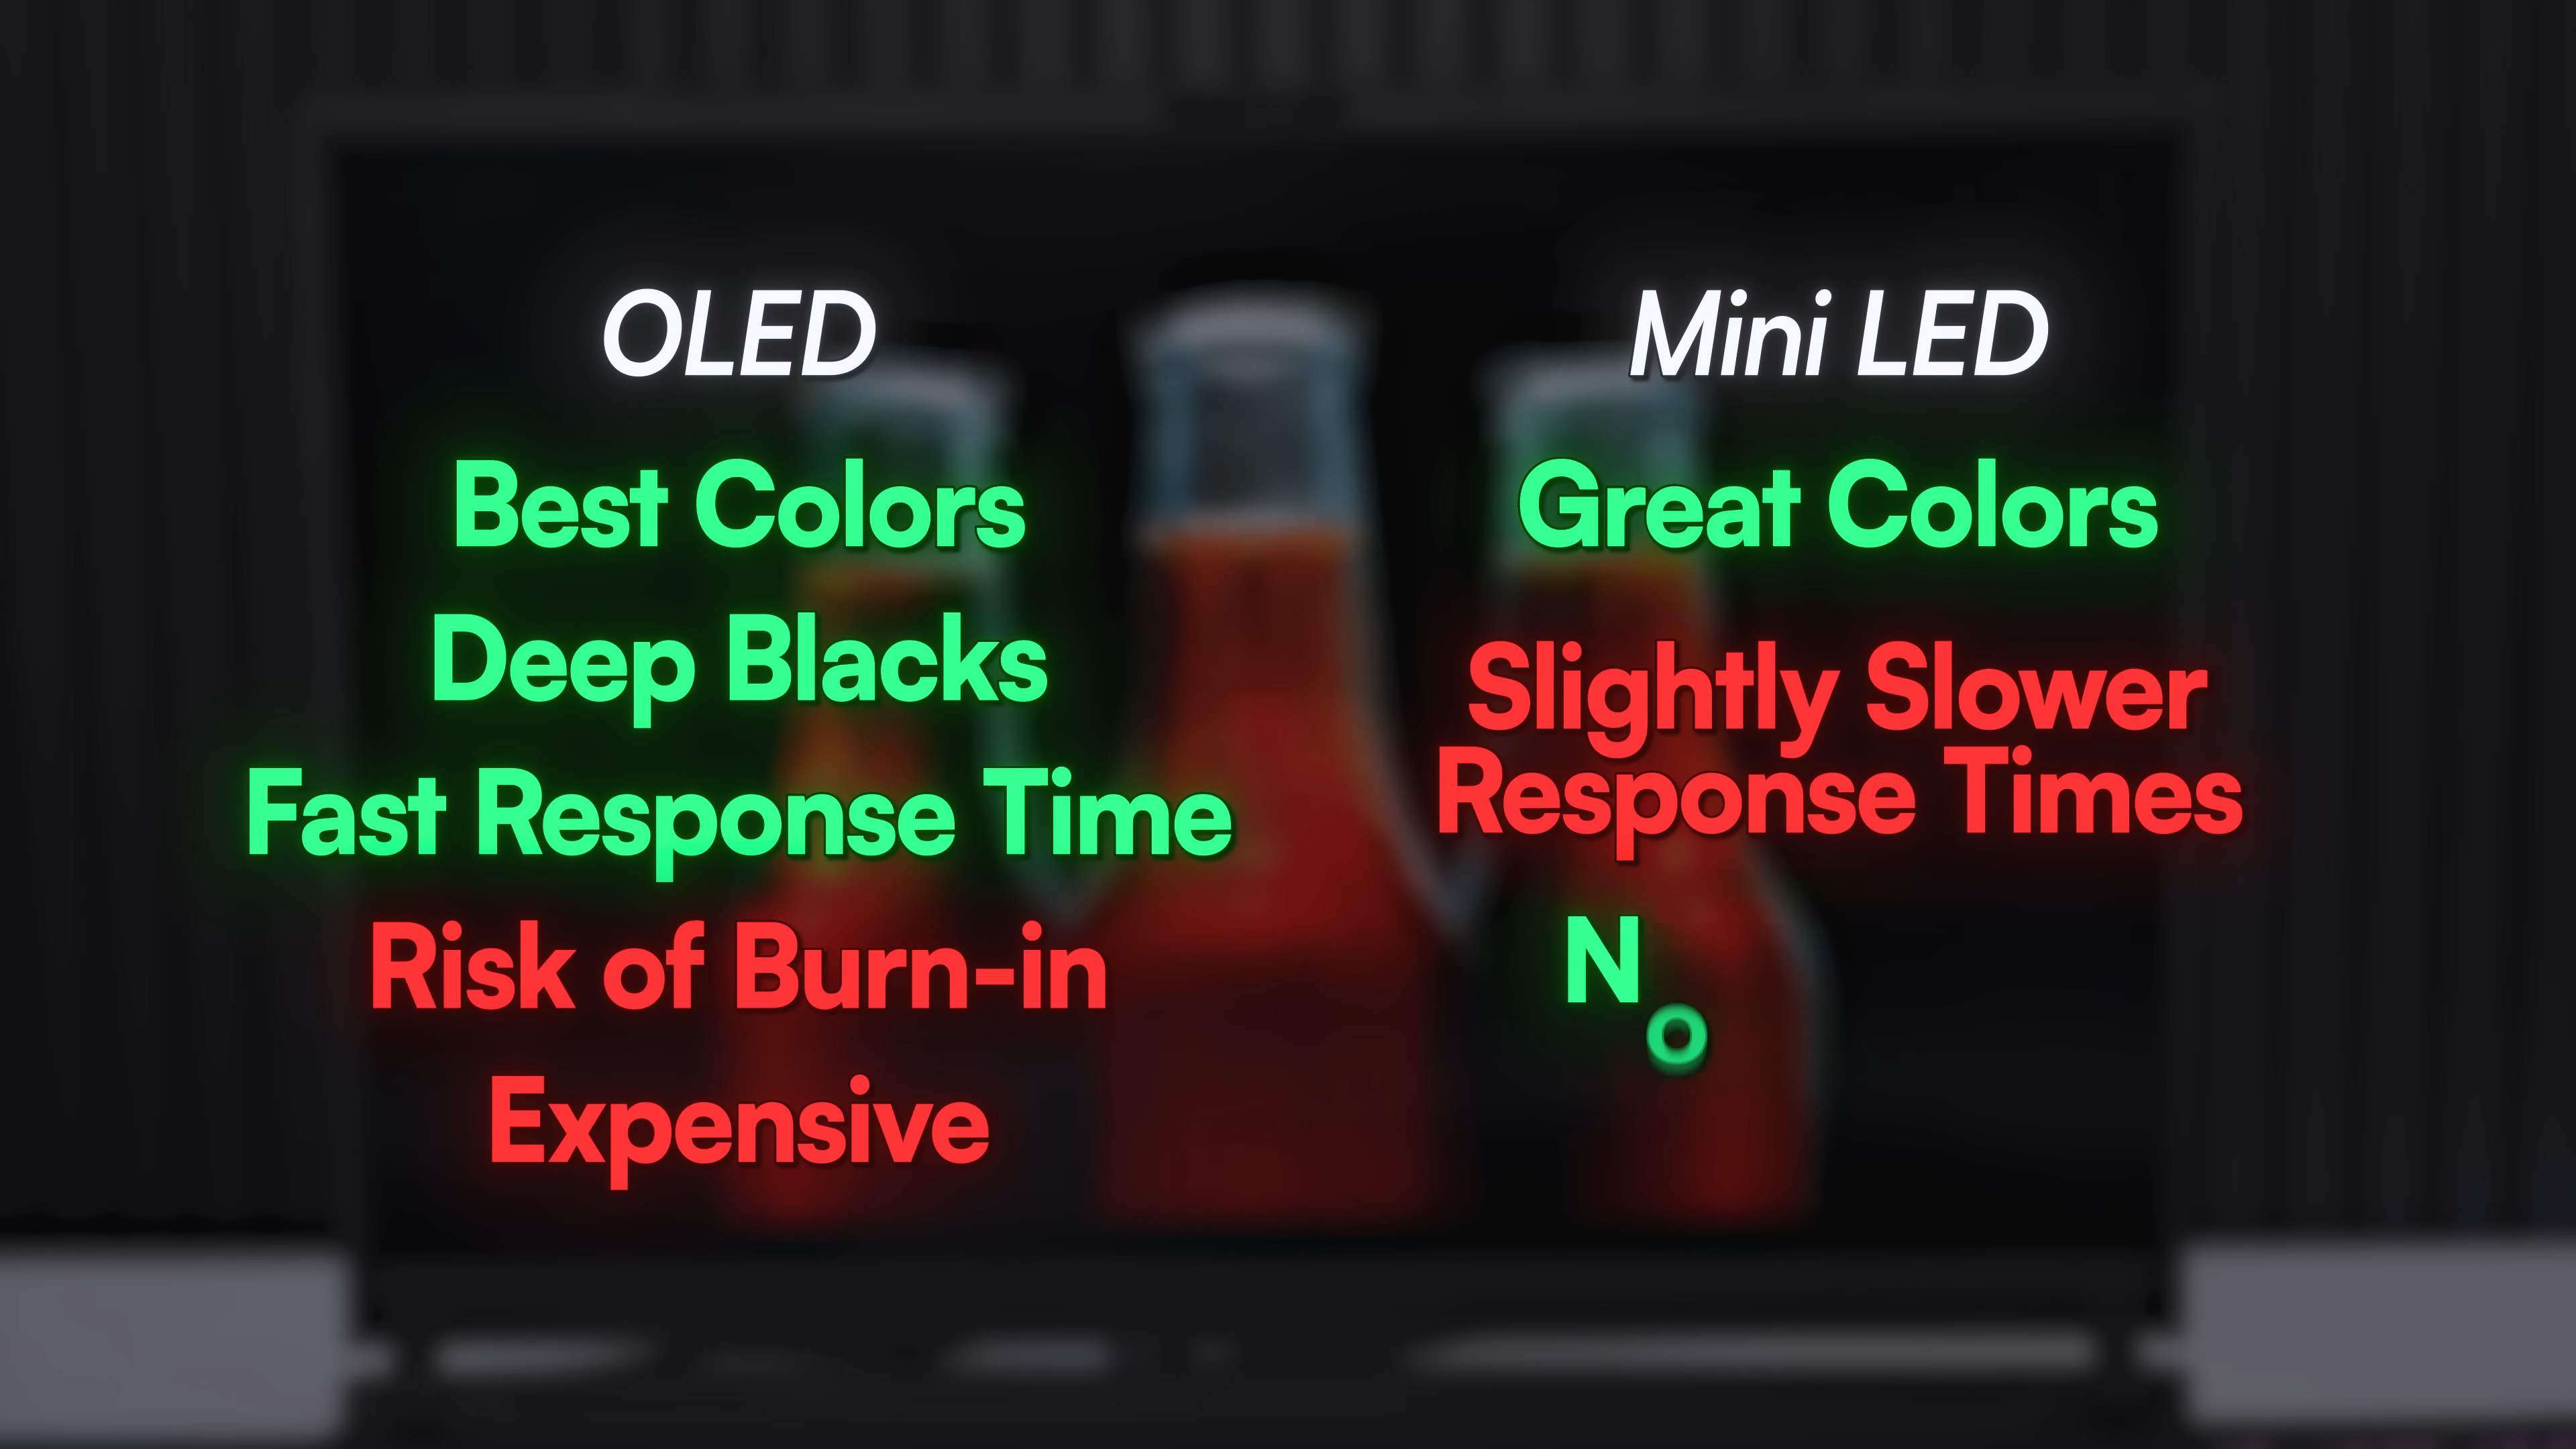 OLED
Best Colors
Deep Blacks
Fast Response Time
Risk of Burn-in
Expensive
Mini LED
Great Colors
Slightly Slower
Response Times
No